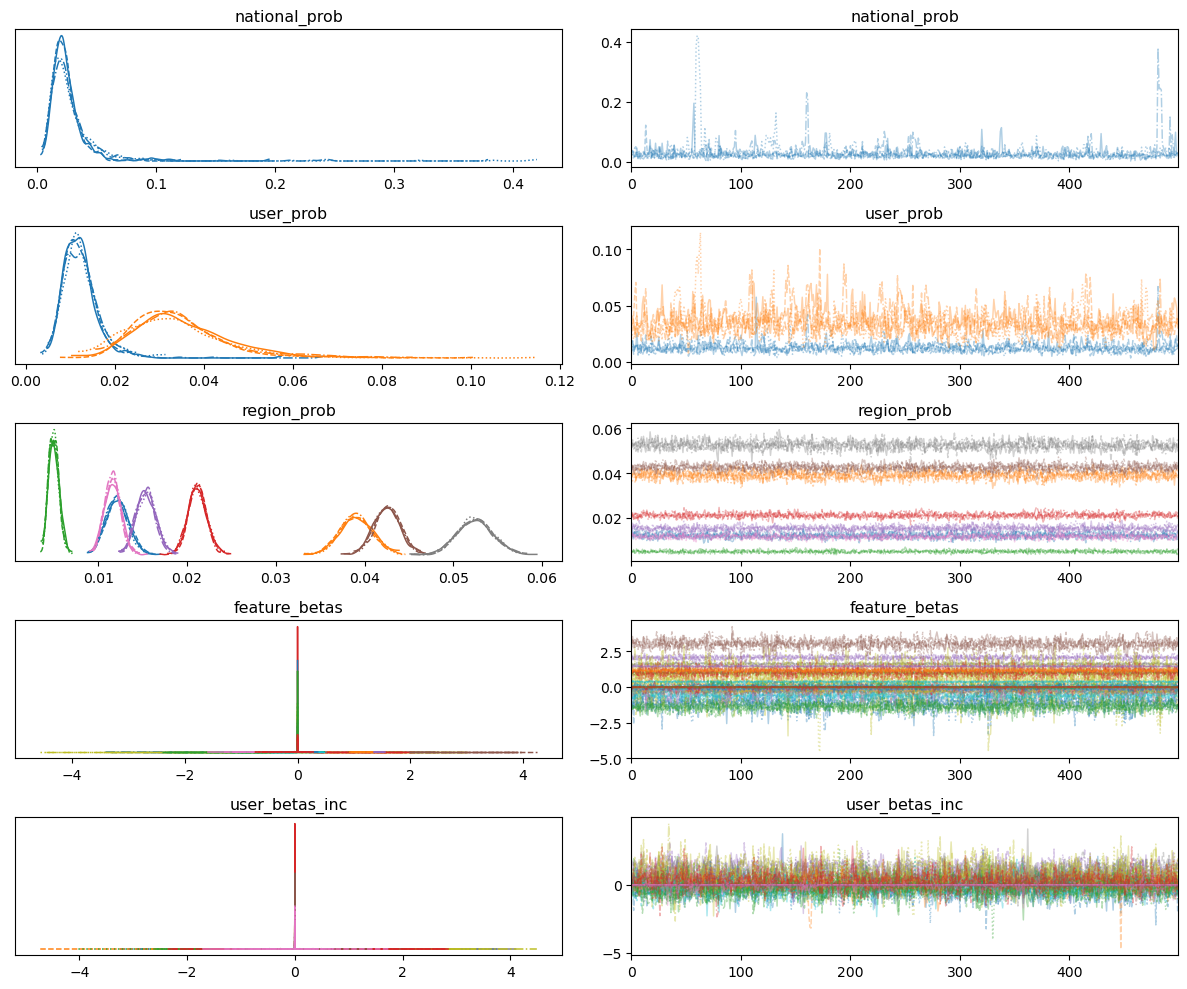 national_prob national_prob
0.4
0.2
0.0
0.0 0.1 0.2 0.3 0.4 0 100 200 300 400
user_prob user_prob
0.10
0.05
0.00
0.00 0.02 0.04 0.06 0.08 0.10 0.12 0 100 200 300 400
region_prob region_prob
0.06
0.04
0.02
0.01 0.02 0.03 0.04 0.05 0.06 0 100 200 300 400
feature_betas feature_betas
2.5
0.0
−2.5
−5.0
−4 −2 0 2 4 0 100 200 300 400
user_betas_inc user_betas_inc
0
−5
−4 −2 0 2 4 0 100 200 300 400